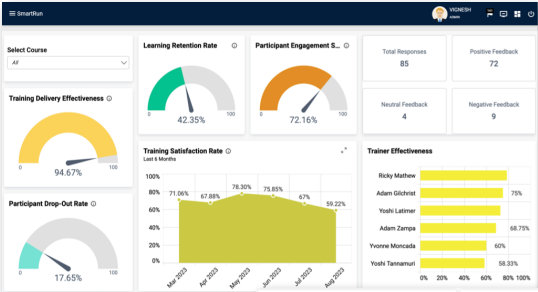 SmartRun
VIGNESH
ADMIN
Select Course
All
Learning Retention Rate
0
100
42.35%
Participant Engagement S...
0
100
72.16%
Total Responses
85
Positive Feedback
72
Neutral Feedback
4
Negative Feedback
9
Training Delivery Effectiveness
0
100
94.67%
Participant Drop-Out Rate
0
100
17.65%
Training Satisfaction Rate
Last 6 Months
100%
80%
60%
40%
20%
0%
71.06%
67.88%
78.30%
75.85%
67%
59.22%
Mar 2023
Apr 2023
May 2023
Jun 2023
Jul 2023
Aug 2023
Trainer Effectiveness
Ricky Mathew
Adam Gilchrist
75%
Yoshi Latimer
Adam Zampa
68.75%
Yvonne Moncada
60%
Yoshi Tannamuri
58.33%
0% 20% 40% 60% 80% 100%